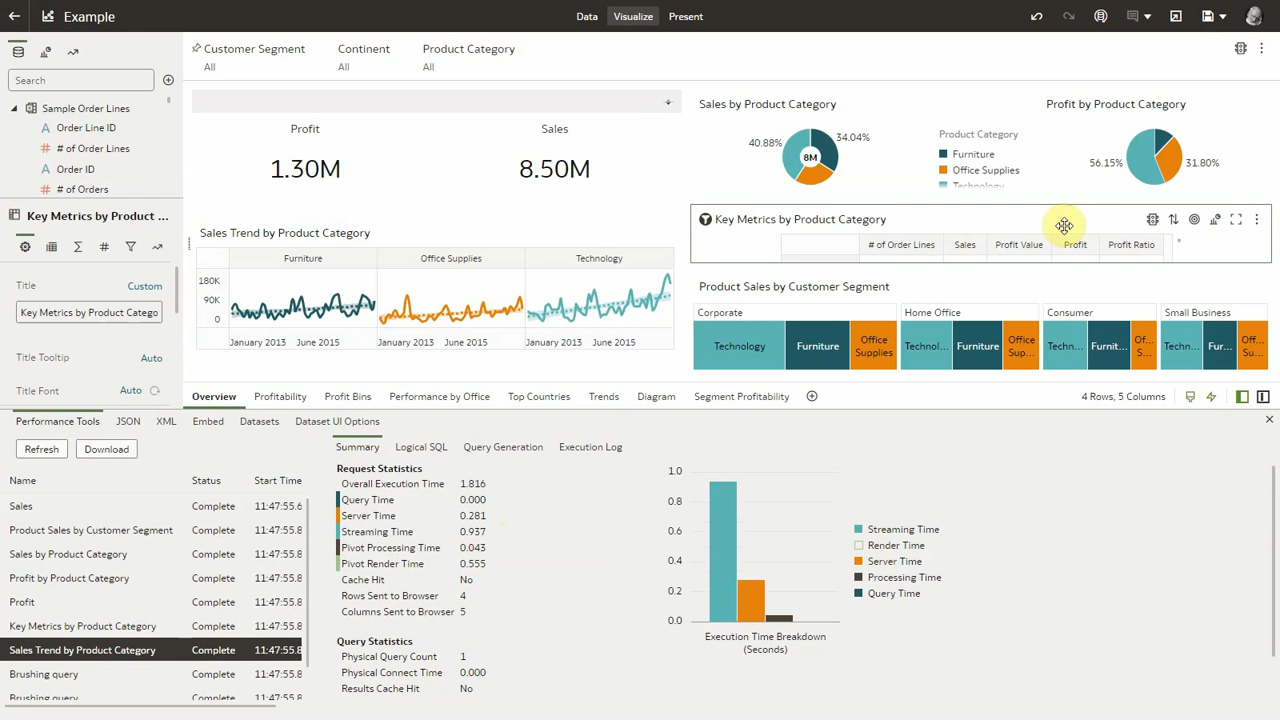 Example
Data Visualize Present
Customer Segment Continent Product Category
All All All
Search
Sample Order Lines
A Order Line ID
# # of Order Lines
A Order ID
# # of Orders
Profit Sales
1.30M 8.50M
Sales by Product Category
40.88% 34.04%
8M
Product Category
Furniture
Office Supplies
Technology
Profit by Product Category
56.15% 31.80%
Key Metrics by Product ...
Title Custom
Key Metrics by Product Catego
Title Tooltip Auto
Title Font Auto
Sales Trend by Product Category
Furniture Office Supplies Technology
180K
90K
0
January 2013 June 2015 January 2013 June 2015 January 2013 June 2015
Key Metrics by Product Category
# of Order Lines Sales Profit Value Profit Profit Ratio
Product Sales by Customer Segment
Corporate Home Office Consumer Small Business
Technology Furniture Office Supplies Technol... Furniture Office Sup... Techn... Furnit... Of... S... Techn... Fur... Off... Su...
Overview Profitability Profit Bins Performance by Office Top Countries Trends Diagram Segment Profitability 4 Rows, 5 Columns
Performance Tools JSON XML Embed Datasets Dataset UI Options
Refresh Download
Name Status Start Time
Sales Complete 11:47:55.6
Product Sales by Customer Segment Complete 11:47:55.8
Sales by Product Category Complete 11:47:55.8
Profit by Product Category Complete 11:47:55.8
Profit Complete 11:47:55.8
Key Metrics by Product Category Complete 11:47:55.8
Sales Trend by Product Category Complete 11:47:55.8
Brushing query Complete 11:47:55.8
Brushing query Complete 11:47:55.8
Summary Logical SQL Query Generation Execution Log
Request Statistics
Overall Execution Time 1.816
Query Time 0.000
Server Time 0.281
Streaming Time 0.937
Pivot Processing Time 0.043
Pivot Render Time 0.555
Cache Hit No
Rows Sent to Browser 4
Columns Sent to Browser 5
Query Statistics
Physical Query Count 1
Physical Connect Time 0.000
Results Cache Hit No
1.0
0.8
0.6
0.4
0.2
0.0
Execution Time Breakdown
(Seconds)
Streaming Time
Render Time
Server Time
Processing Time
Query Time